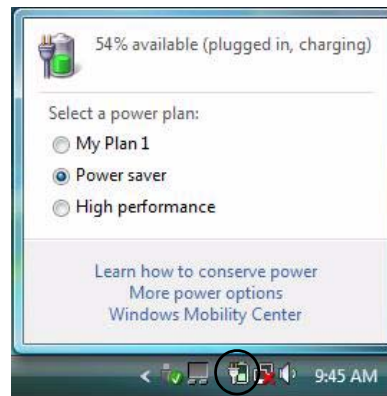 54% available (plugged in, charging)
Select a power plan:
My Plan 1
Power saver
High performance
Learn how to conserve power
More power options
Windows Mobility Center
9:45 AM